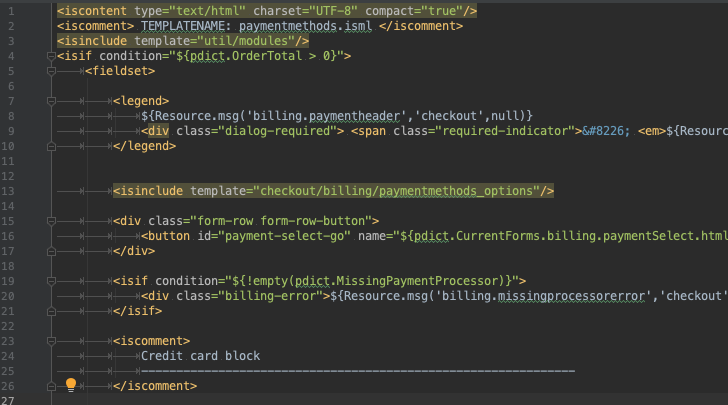 1 <iscontent type="text/html" charset="UTF-8" compact="true"/>
2 <iscomment> TEMPLATENAME: paymentmethods.isml </iscomment>
3 <isinclude template="util/modules"/>
4 <isif condition="${pdict.OrderTotal > 0}">
5 <fieldset>
6
7 <legend>
8 ${Resource.msg('billing.paymentheader','checkout',null)}
9 <div class="dialog-required"> <span class="required-indicator">&#8226; <em>${Resourc
10 </legend>
11
12
13 <isinclude template="checkout/billing/paymentmethods_options"/>
14
15 <div class="form-row form-row-button">
16 <button id="payment-select-go" name="${pdict.CurrentForms.billing.paymentSelect.html
17 </div>
18
19 <isif condition="${!empty(pdict.MissingPaymentProcessor)}">
20 <div class="billing-error">${Resource.msg('billing.missingprocessorerror','checkout'
21 </isif>
22
23 <iscomment>
24 Credit card block
25 --------------------------------------------------------------
26 </iscomment>
27